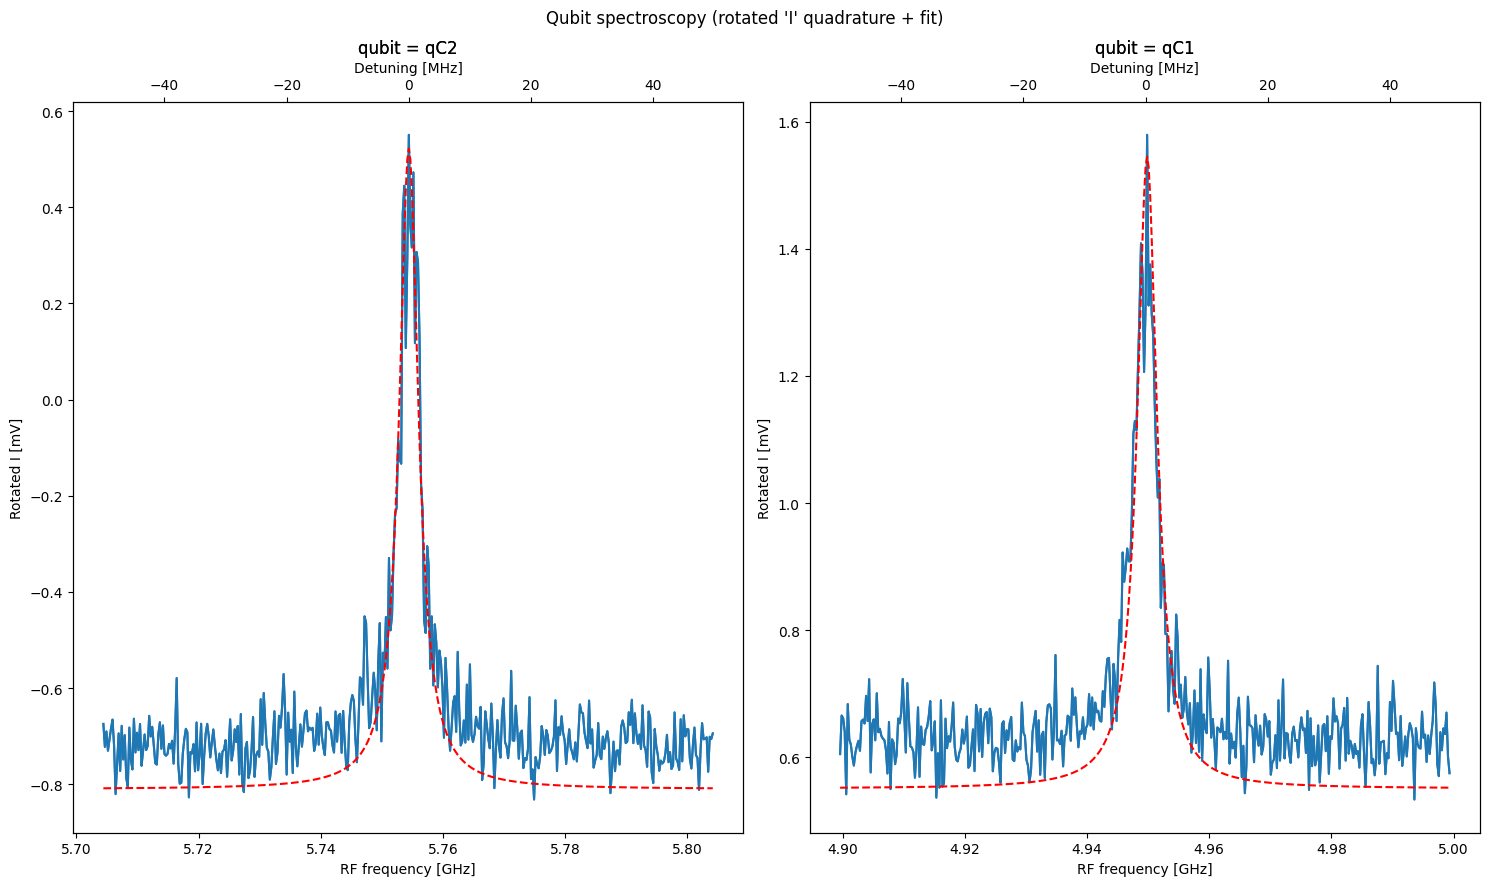 Qubit spectroscopy (rotated 'I' quadrature + fit)
qubit = qC2
Detuning [MHz]
−40 −20 0 20 40
0.6
0.4
0.2
0.0
−0.2
−0.4
−0.6
−0.8
Rotated I [mV]
5.70 5.72 5.74 5.76 5.78 5.80
RF frequency [GHz]
qubit = qC1
Detuning [MHz]
−40 −20 0 20 40
1.6
1.4
1.2
1.0
0.8
0.6
Rotated I [mV]
4.90 4.92 4.94 4.96 4.98 5.00
RF frequency [GHz]